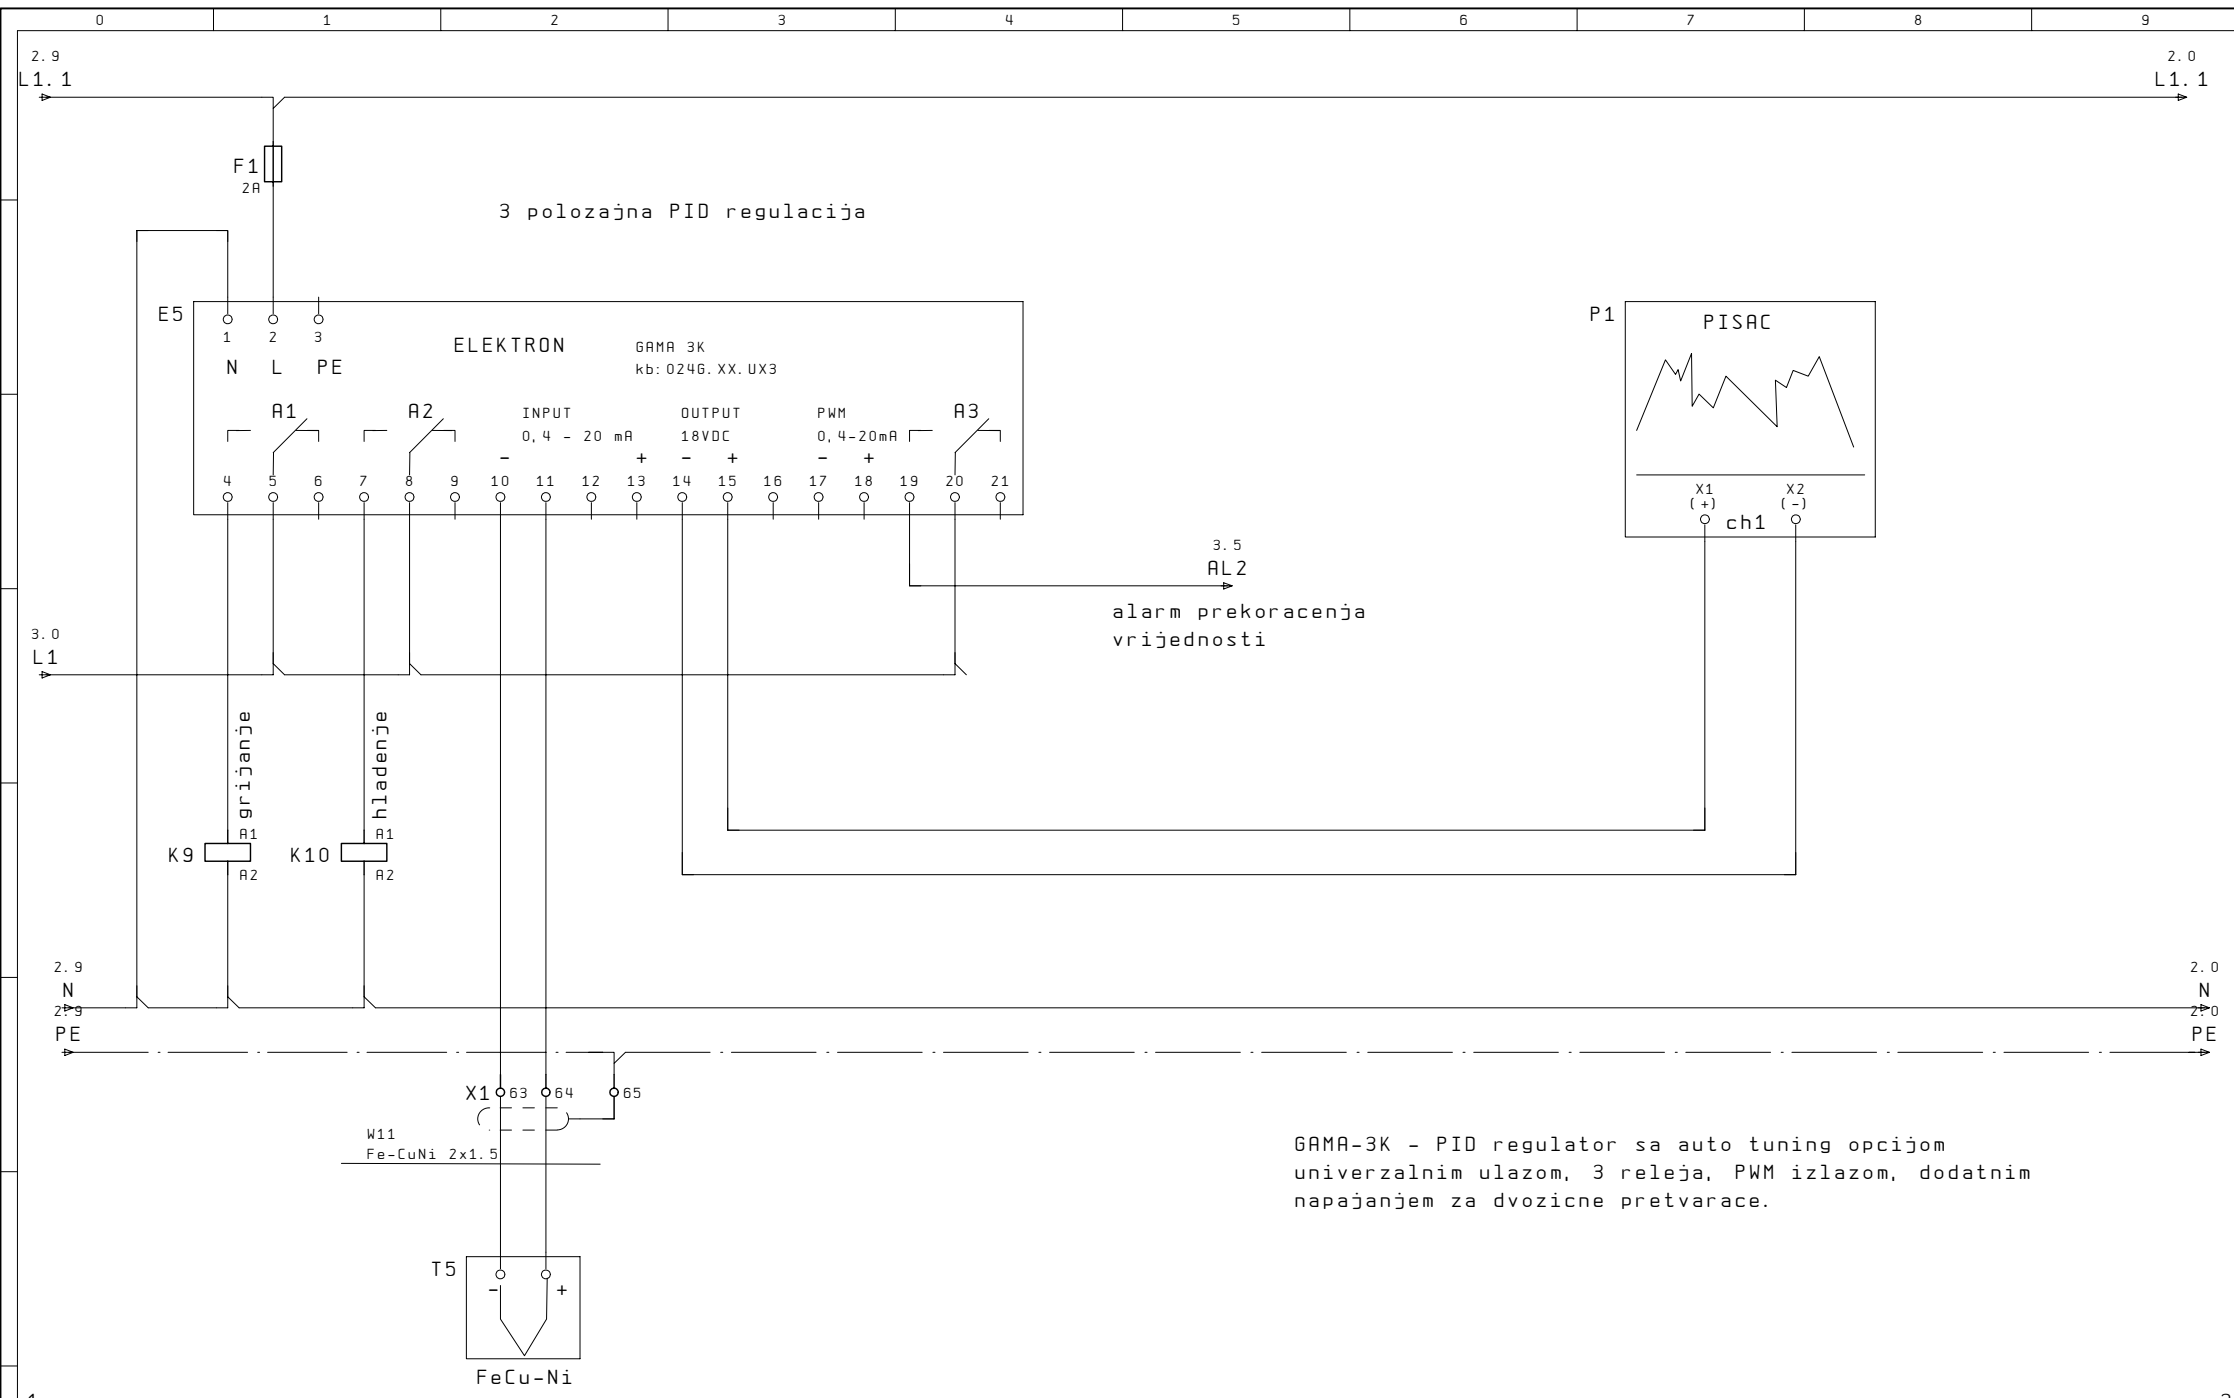 0 1 2 3 4 5 6 7 8 9
2.9 2.0
L1.1 L1.1
F1
2A
3 polozajna PID regulacija
E5
1 2 3
N L PE
ELEKTRON
GAMA 3K
kb:024G.XX.UX3
A1 A2
INPUT
0,4 - 20 mA
- +
OUTPUT
18VDC
- +
PWM
0,4-20mA
- +
A3
4 5 6 7 8 9 10 11 12 13 14 15 16 17 18 19 20 21
P1
PISAC
X1 X2
(+) (-)
ch1
3.5
AL2
alarm prekoracenja
vrijednosti
3.0
L1
grijanje
hladenje
K9
A1
A2
K10
A1
A2
2.9 2.0
N N
2.9 2.0
PE PE
X1 63 64 65
W11
Fe-CuNi 2x1.5
GAMA-3K - PID regulator sa auto tuning opcijom
univerzalnim ulazom, 3 releja, PWM izlazom, dodatnim
napajanjem za dvozicne pretvarace.
T5
- +
FeCu-Ni